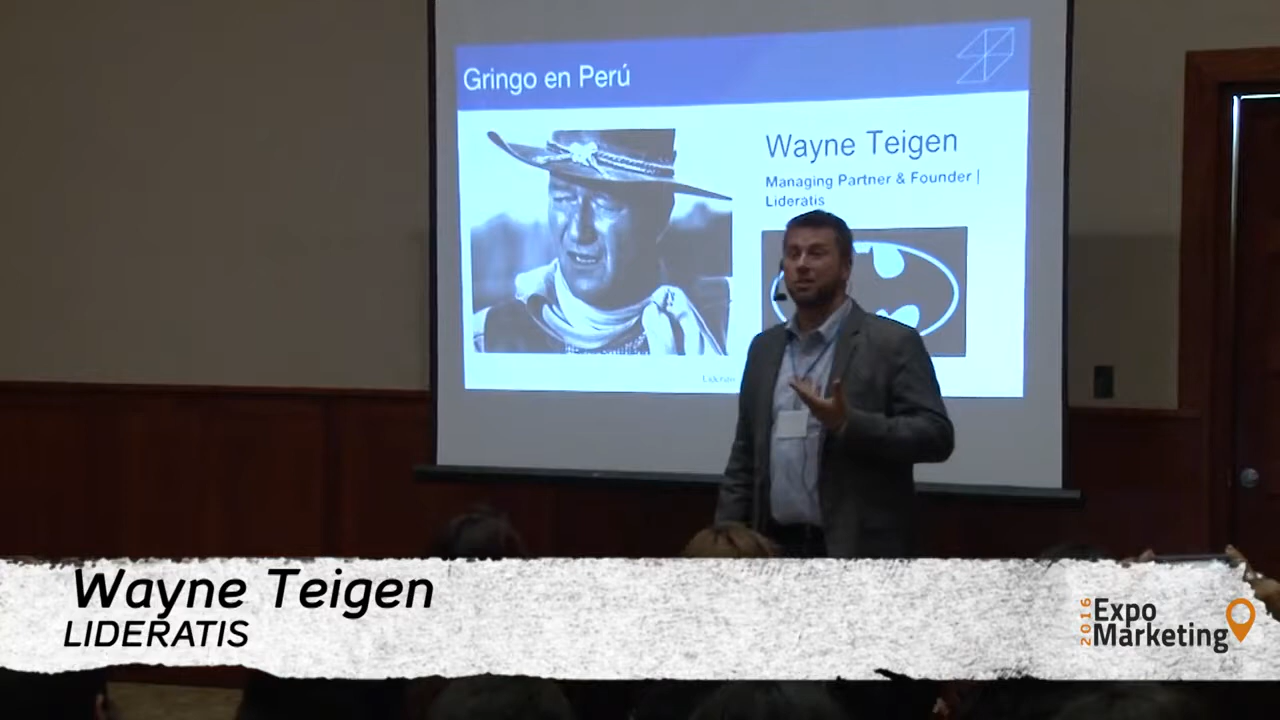 Gringo en Perú
Wayne Teigen
Managing Partner & Founder |
Lideratis
Wayne Teigen
LIDERATIS
2016
Expo
Marketing